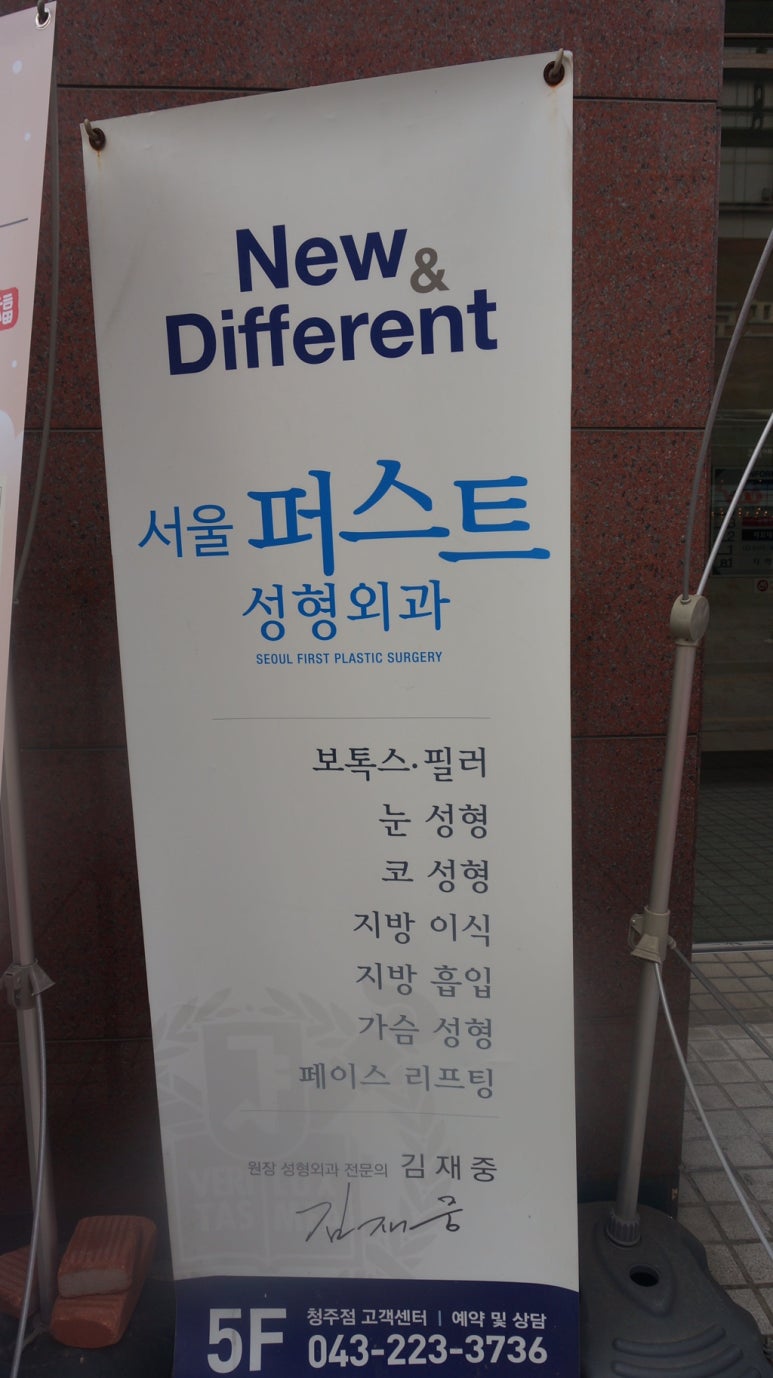 New &
Different
서울 퍼스트
성형외과
SEOUL FIRST PLASTIC SURGERY
보톡스·필러
눈 성형
코 성형
지방 이식
지방 흡입
가슴 성형
페이스 리프팅
원장 성형외과 전문의 김재중
김재중
5F 청주점 고객센터 | 예약 및 상담
043-223-3736